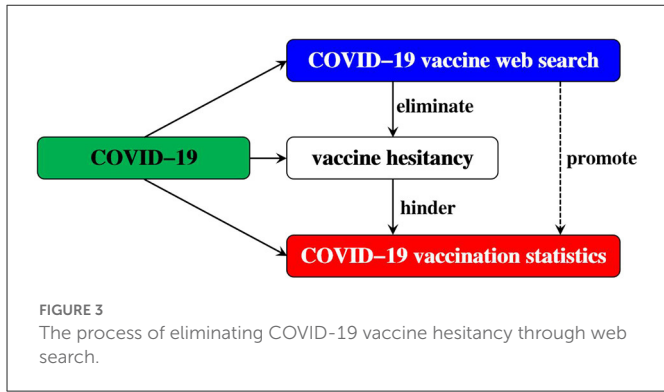 COVID–19 vaccine web search
eliminate
COVID–19
vaccine hesitancy
promote
hinder
COVID–19 vaccination statistics
FIGURE 3
The process of eliminating COVID-19 vaccine hesitancy through web
search.